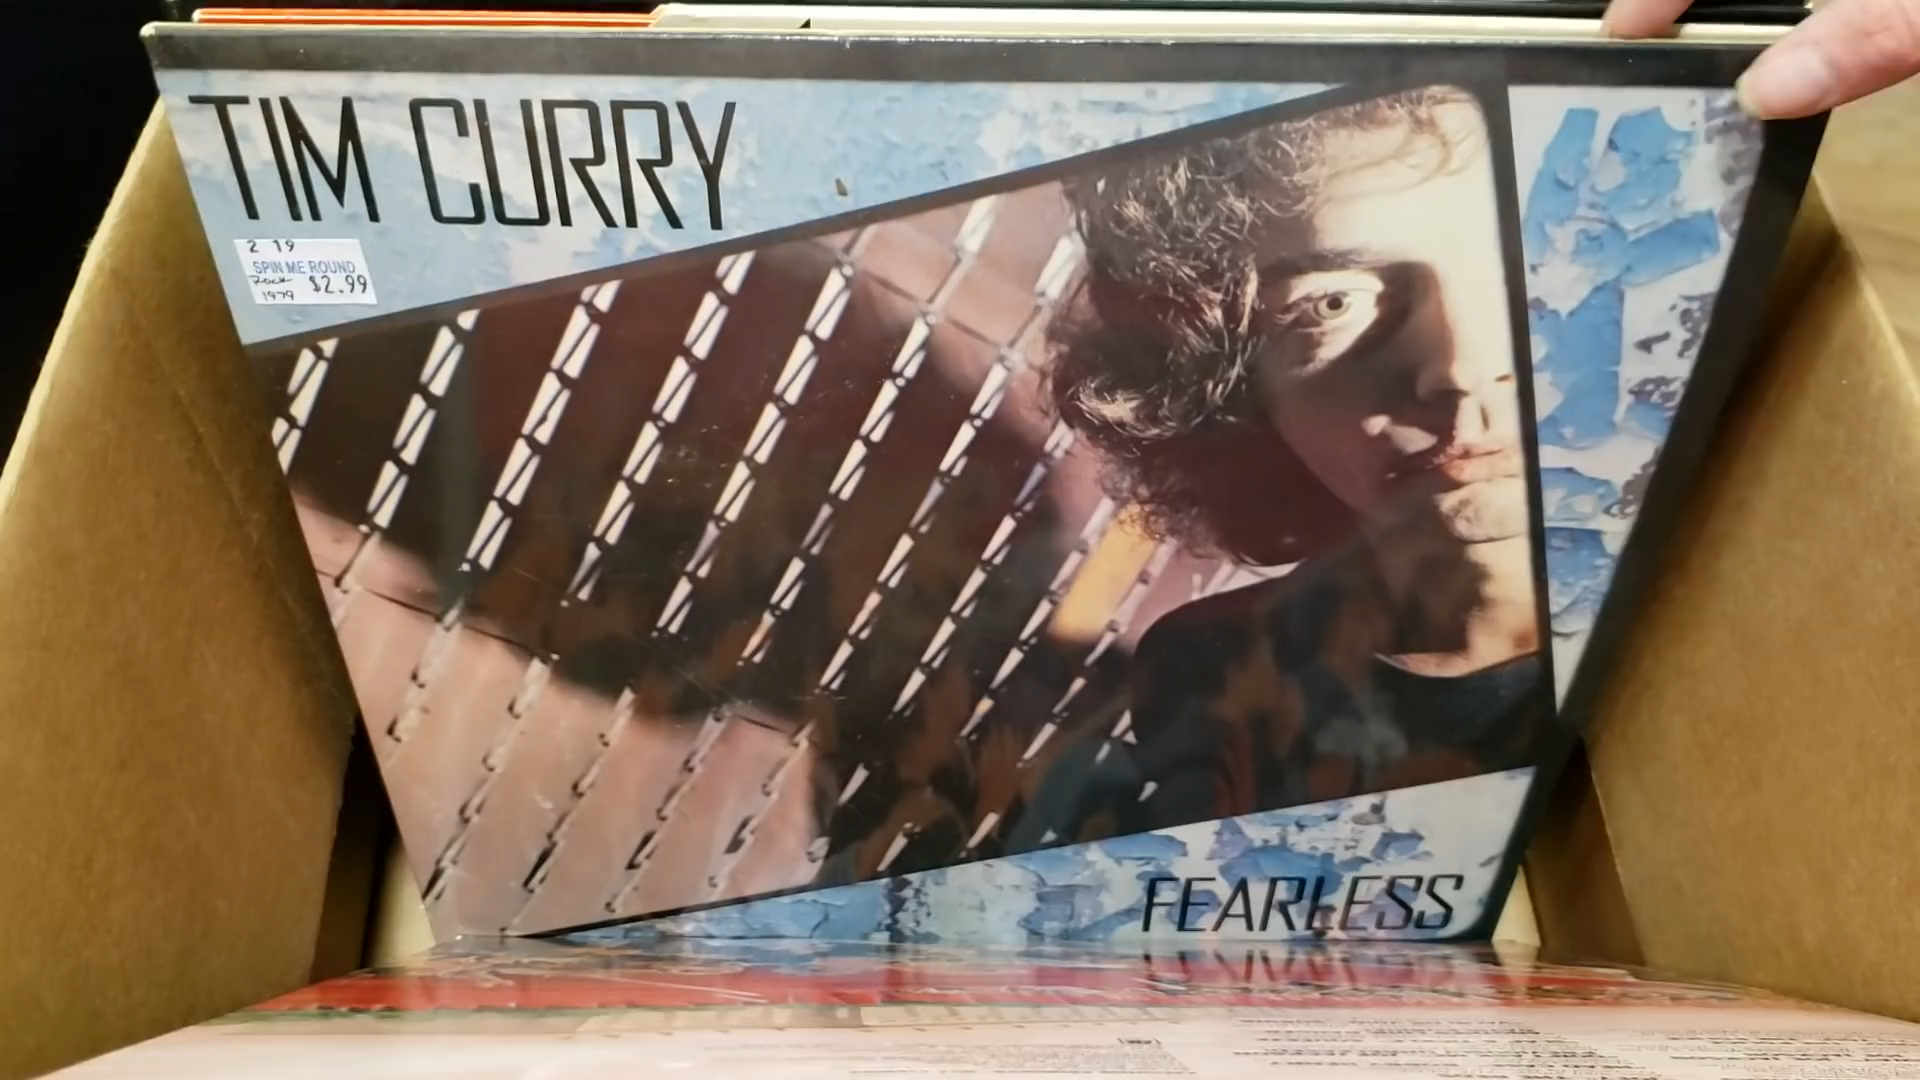 TIM CURRY
2 19
SPIN ME ROUND
Rock $2.99
1979
FEARLESS